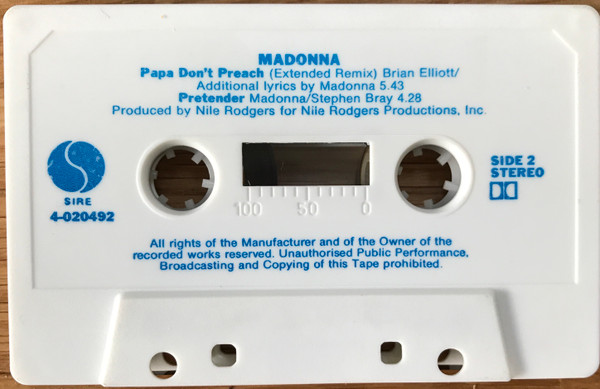 MADONNA
Papa Don't Preach (Extended Remix) Brian Elliott/
Additional lyrics by Madonna 5.43
Pretender Madonna/Stephen Bray 4.28
Produced by Nile Rodgers for Nile Rodgers Productions, Inc.
SIRE
4-020492
SIDE 2
STEREO
100 50 0
All rights of the Manufacturer and of the Owner of the
recorded works reserved. Unauthorised Public Performance,
Broadcasting and Copying of this Tape prohibited.